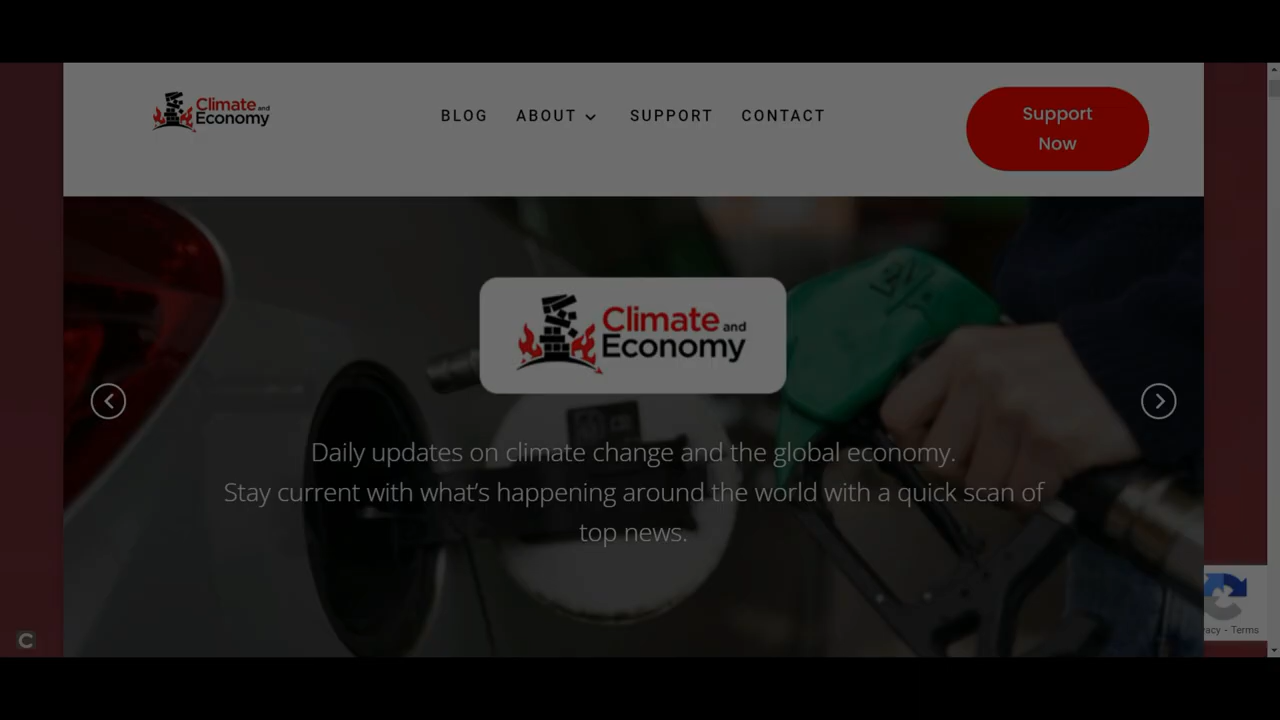 Climate and
Economy
BLOG ABOUT SUPPORT CONTACT
Support
Now
Climate and
Economy
Daily updates on climate change and the global economy.
Stay current with what's happening around the world with a quick scan of
top news.
- Terms